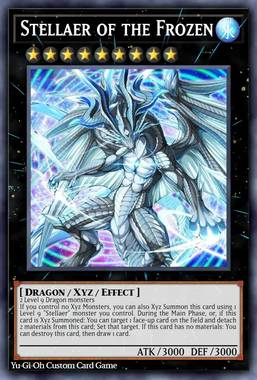 STELLAER OF THE FROZEN
[ DRAGON / XYZ / EFFECT ]
2 Level 9 Dragon monsters
If you control no Xyz Monsters, you can also Xyz Summon this card using 1
Level 9 "Stellaer" monster you control. During the Main Phase, or, if this
card is Xyz Summoned: You can target 1 face-up card on the field and detach
2 materials from this card; Set that target. If this card has no materials: You
can destroy this card, then draw 1 card.
ATK / 3000 DEF / 3000
Yu-Gi-Oh Custom Card Game